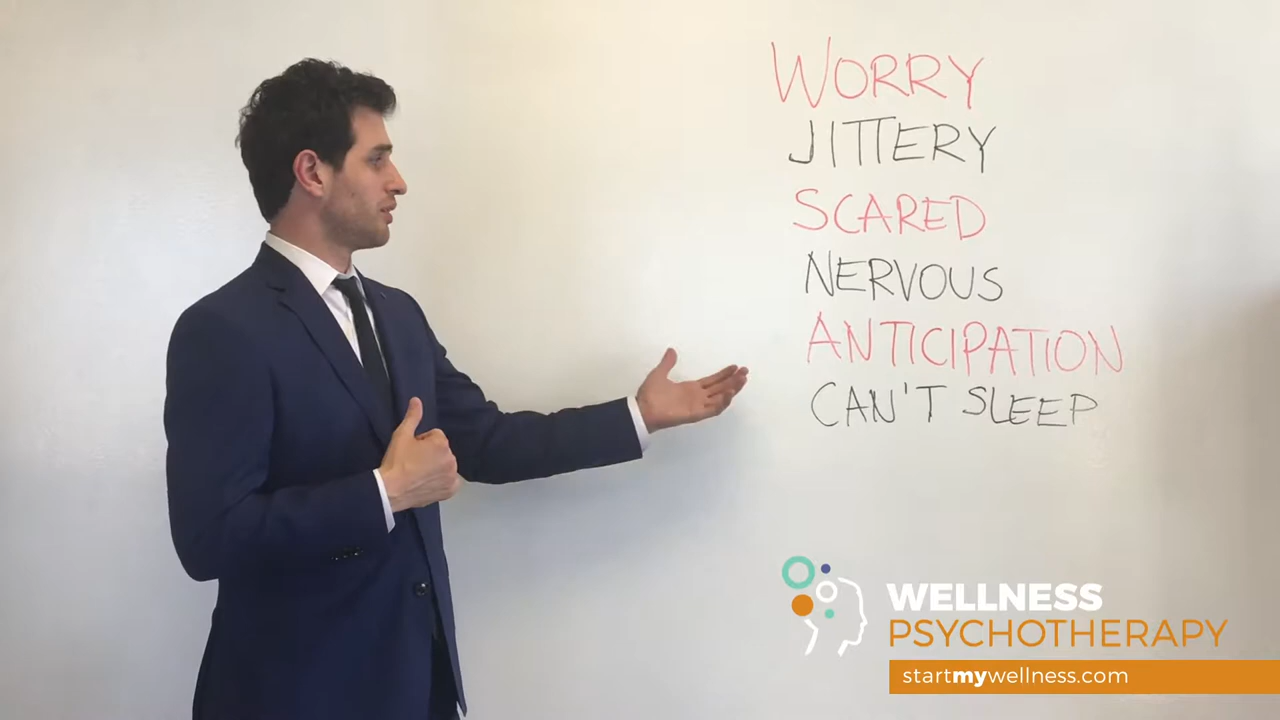 WORRY
JITTERY
SCARED
NERVOUS
ANTICIPATION
CAN'T SLEEP
WELLNESS
PSYCHOTHERAPY
startmywellness.com